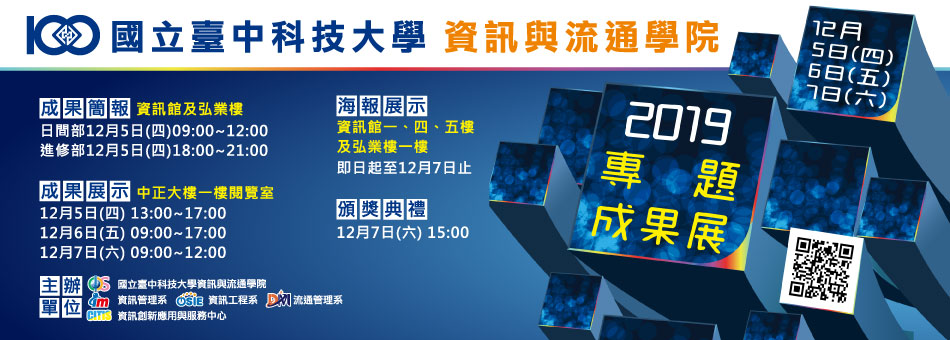 100 國立臺中科技大學 資訊與流通學院
12月
5日(四)
6日(五)
7日(六)
2019
專題
成果展
成果簡報 資訊館及弘業樓
日間部12月5日(四)09:00~12:00
進修部12月5日(四)18:00~21:00
成果展示 中正大樓一樓閱覽室
12月5日(四) 13:00~17:00
12月6日(五) 09:00~17:00
12月7日(六) 09:00~12:00
海報展示
資訊館一、四、五樓
及弘業樓一樓
即日起至12月7日止
頒獎典禮
12月7日(六) 15:00
主辦
單位
國立臺中科技大學資訊與流通學院
im 資訊管理系 CSIE 資訊工程系 DM 流通管理系
資訊創新應用與服務中心